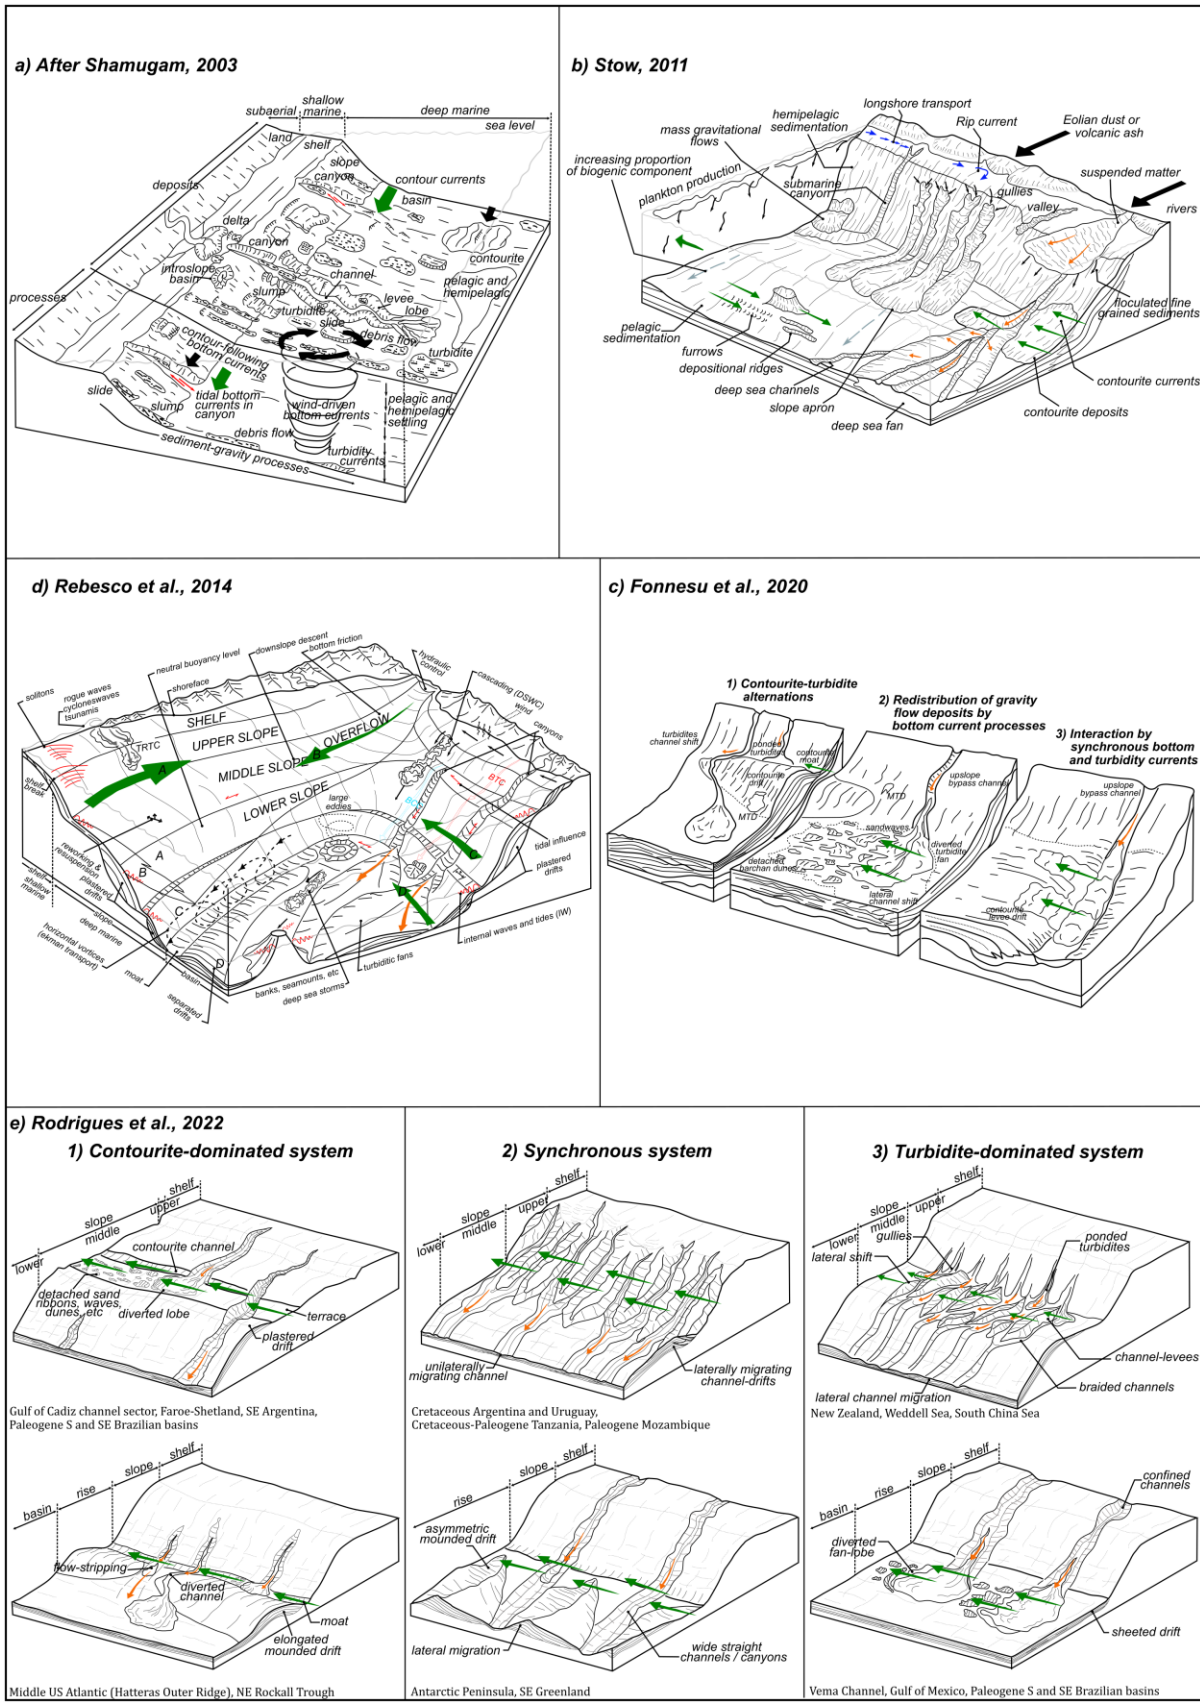 a) After Shamugam, 2003
subaerial
shallow
marine
deep marine
sea level
land
shelf
slope
canyon
contour currents
basin
deposits
delta
canyon
contourite
introslope
basin
channel
pelagic and
hemipelagic
processes
slump
levee
turbidite
lobe
slide
debris flow
contour-following
bottom currents
turbidite
slide
tidal bottom
currents in
canyon
slump
wind-driven
bottom currents
pelagic and
hemipelagic
settling
debris flow
turbidity
currents
sediment-gravity processes
b) Stow, 2011
longshore transport
hemipelagic
sedimentation
Rip current
Eolian dust or
volcanic ash
mass gravitational
flows
increasing proportion
of biogenic component
plankton production
submarine
canyon
suspended matter
gullies
valley
rivers
floculated fine
grained sediments
pelagic
sedimentation
furrows
depositional ridges
deep sea channels
slope apron
deep sea fan
contourite currents
contourite deposits
d) Rebesco et al., 2014
neutral buoyancy level
downslope descent
bottom friction
hydraulic
control
cascading (DSWC)
wind
canyons
solitons
rogue waves
cycloneswaves
tsunamis
shoreface
TRTC
SHELF
UPPER SLOPE
MIDDLE SLOPE
LOWER SLOPE
OVERFLOW
A
B
BTC
large
eddies
shelf
break
reworking &
resuspension
A
B
C
D
plastered
drifts
shelf
shallow
marine
slope
deep marine
horizontal vortices
(ekman transport)
moat
basin
separated
drifts
banks, seamounts, etc
deep sea storms
turbiditic fans
internal waves and tides (IW)
tidal influence
plastered
drifts
C
c) Fonnesu et al., 2020
1) Contourite-turbidite
alternations
turbidites
channel shift
ponded
turbidites
contourite
moat
contourite
drift
MTD
2) Redistribution of gravity
flow deposits by
bottom current processes
MTD
upslope
bypass channel
sandwaves
detached
barchan dunes
diverted
turbidite
fan
lateral
channel shift
3) Interaction by
synchronous bottom
and turbidity currents
upslope
bypass channel
contourite
levee drift
e) Rodrigues et al., 2022
1) Contourite-dominated system
shelf
upper
slope
middle
lower
contourite channel
detached sand
ribbons, waves,
dunes, etc
diverted lobe
terrace
plastered
drift
Gulf of Cadiz channel sector, Faroe-Shetland, SE Argentina,
Paleogene S and SE Brazilian basins
shelf
slope
rise
basin
flow-stripping
diverted
channel
moat
elongated
mounded drift
Middle US Atlantic (Hatteras Outer Ridge), NE Rockall Trough
2) Synchronous system
shelf
upper
slope
middle
lower
unilaterally
migrating channel
laterally migrating
channel-drifts
Cretaceous Argentina and Uruguay,
Cretaceous-Paleogene Tanzania, Paleogene Mozambique
shelf
slope
rise
asymmetric
mounded drift
lateral migration
wide straight
channels / canyons
Antarctic Peninsula, SE Greenland
3) Turbidite-dominated system
shelf
upper
slope
middle
lower
gullies
lateral shift
ponded
turbidites
channel-levees
braided channels
lateral channel migration
New Zealand, Weddell Sea, South China Sea
shelf
slope
rise
basin
confined
channels
diverted
fan-lobe
sheeted drift
Vema Channel, Gulf of Mexico, Paleogene S and SE Brazilian basins